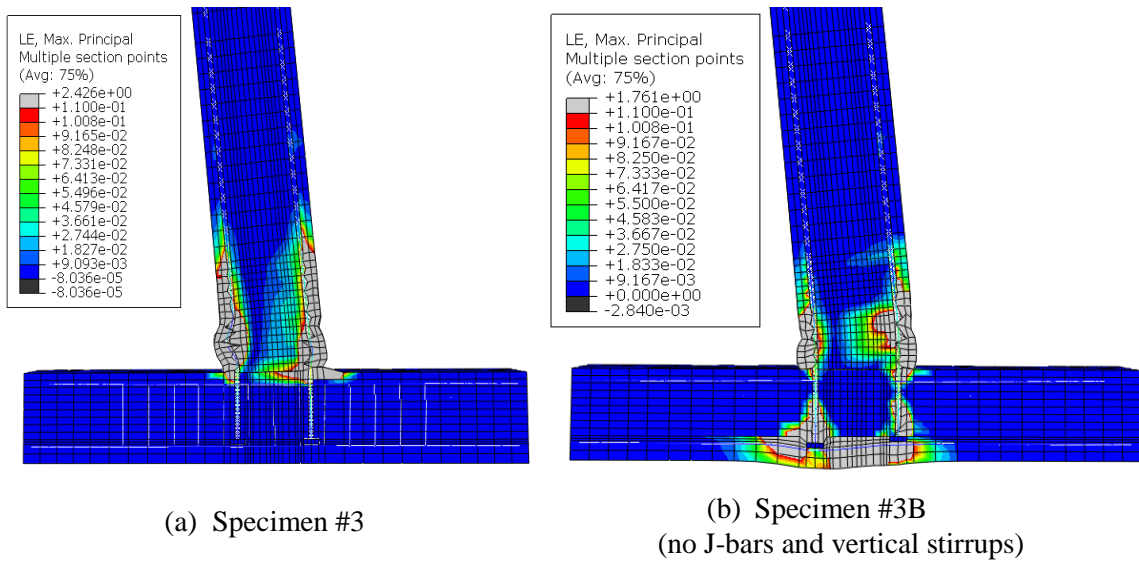 LE, Max. Principal
Multiple section points
(Avg: 75%)
+2.426e+00
+1.100e-01
+1.008e-01
+9.165e-02
+8.248e-02
+7.331e-02
+6.413e-02
+5.496e-02
+4.579e-02
+3.661e-02
+2.744e-02
+1.827e-02
+9.093e-03
-8.036e-05
-8.036e-05
LE, Max. Principal
Multiple section points
(Avg: 75%)
+1.761e+00
+1.100e-01
+1.008e-01
+9.167e-02
+8.250e-02
+7.333e-02
+6.417e-02
+5.500e-02
+4.583e-02
+3.667e-02
+2.750e-02
+1.833e-02
+9.167e-03
+0.000e+00
-2.840e-03
(a) Specimen #3
(b) Specimen #3B
(no J-bars and vertical stirrups)